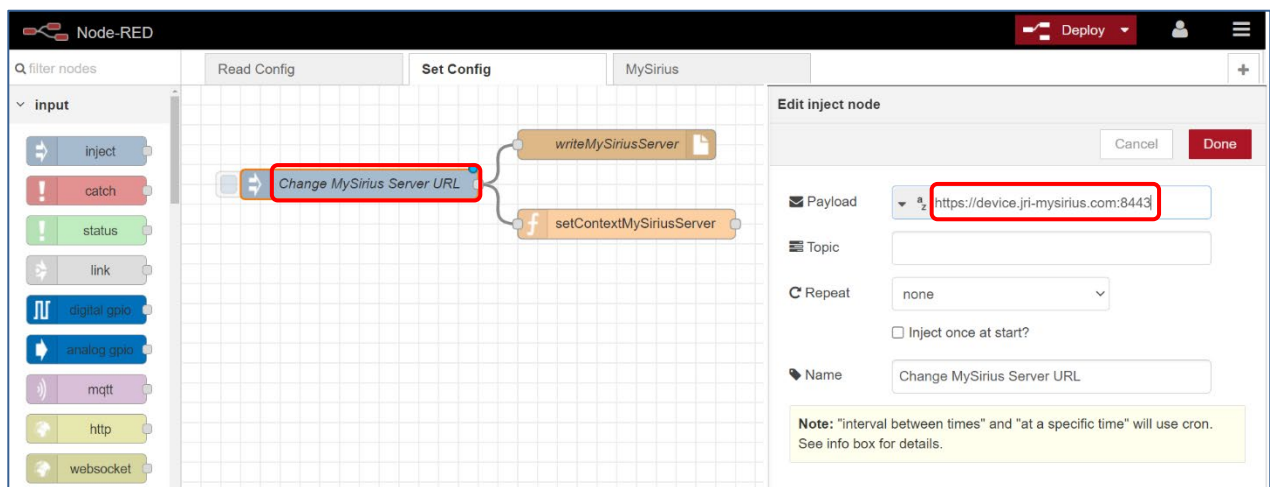 Node-RED
Deploy
filter nodes
Read Config
Set Config
MySirius
+
input
inject
catch
status
link
digital gpio
analog gpio
mqtt
http
websocket
Change MySirius Server URL
writeMySiriusServer
f
setContextMySiriusServer
Edit inject node
Cancel
Done
Payload
a
z
https://device.jri-mysirius.com:8443
Topic
Repeat
none
Inject once at start?
Name
Change MySirius Server URL
Note: "interval between times" and "at a specific time" will use cron.
See info box for details.